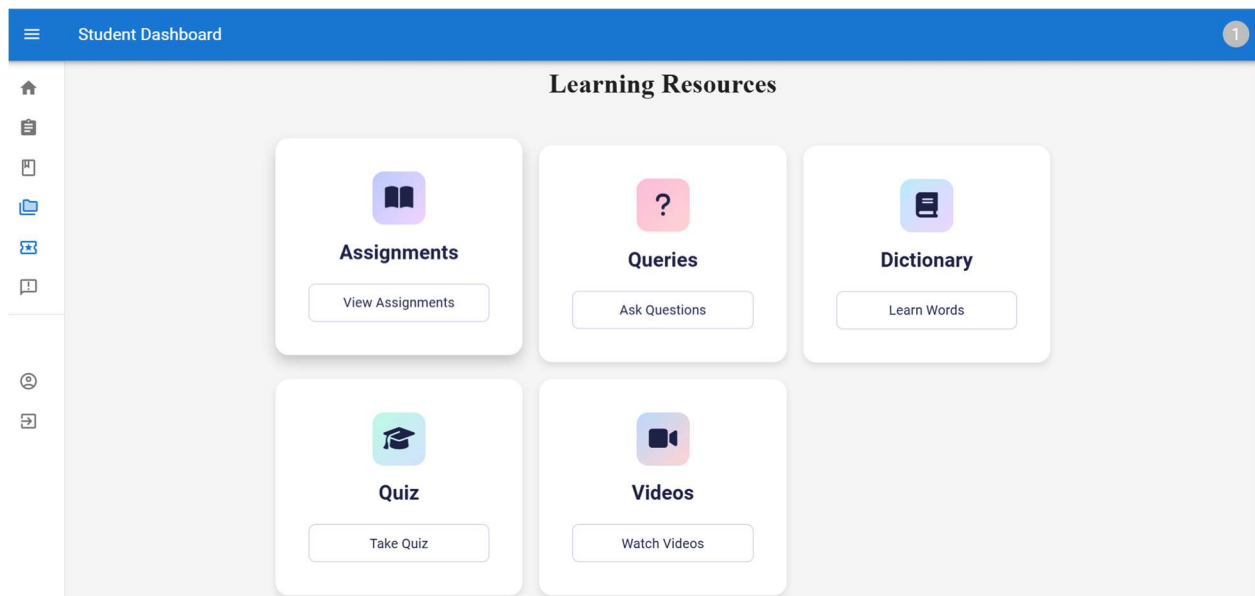 Student Dashboard
1
Learning Resources
Assignments
View Assignments
?
Queries
Ask Questions
Dictionary
Learn Words
Quiz
Take Quiz
Videos
Watch Videos